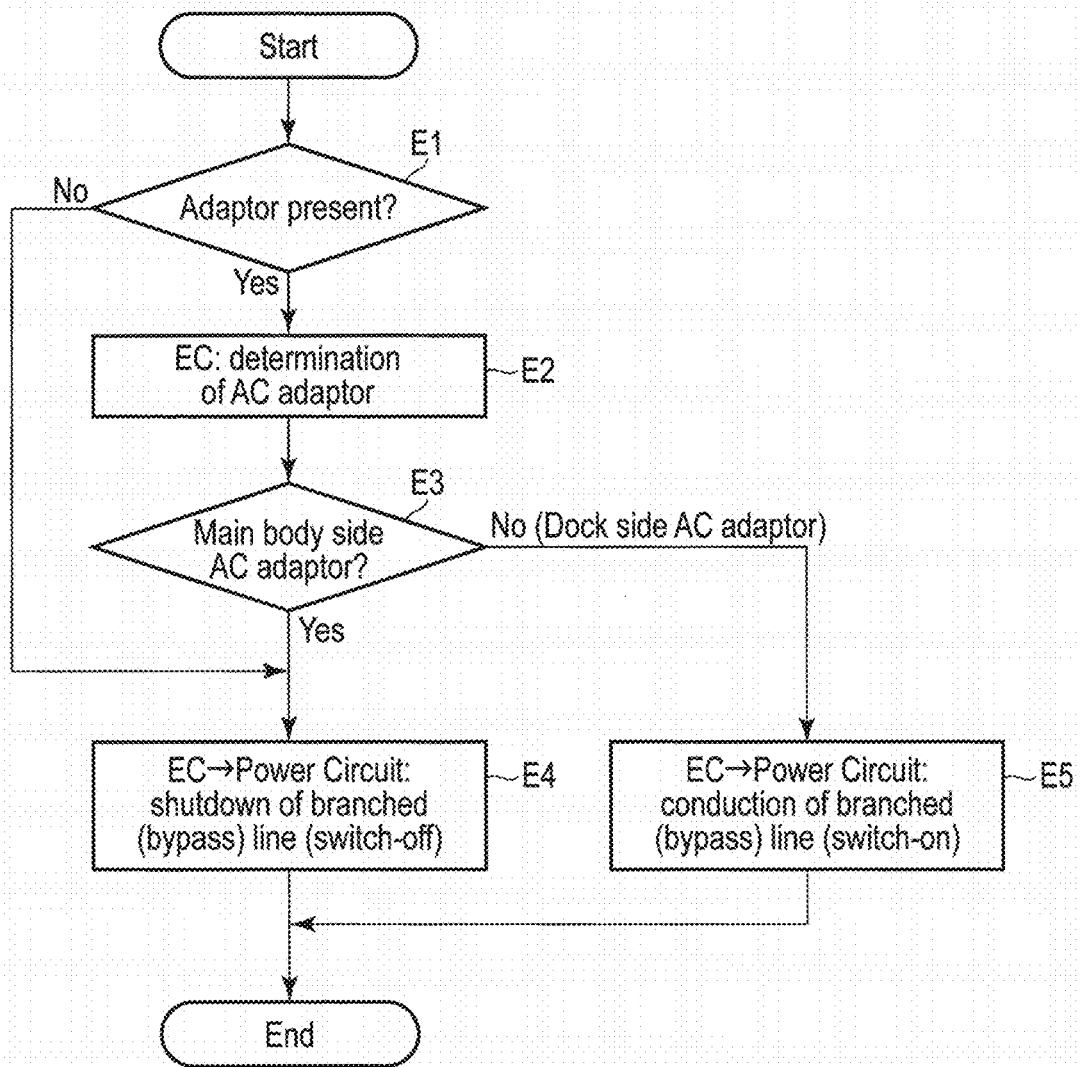 Start
E1
No
Adaptor present?
Yes
EC: determination
of AC adaptor
E2
E3
Main body side
AC adaptor?
No (Dock side AC adaptor)
Yes
EC→Power Circuit:
shutdown of branched
(bypass) line (switch-off)
E4
EC→Power Circuit:
conduction of branched
(bypass) line (switch-on)
E5
End